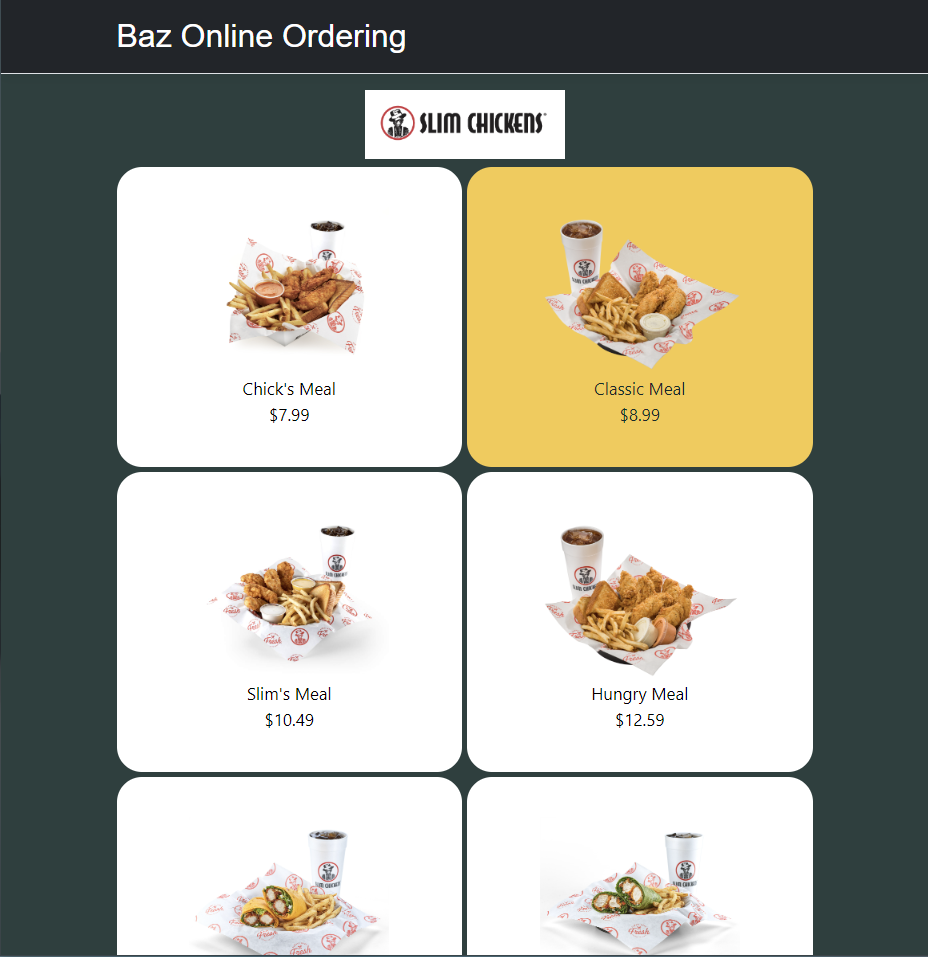 Baz Online Ordering
SLIM CHICKENS
Chick's Meal
$7.99
Classic Meal
$8.99
Slim's Meal
$10.49
Hungry Meal
$12.59